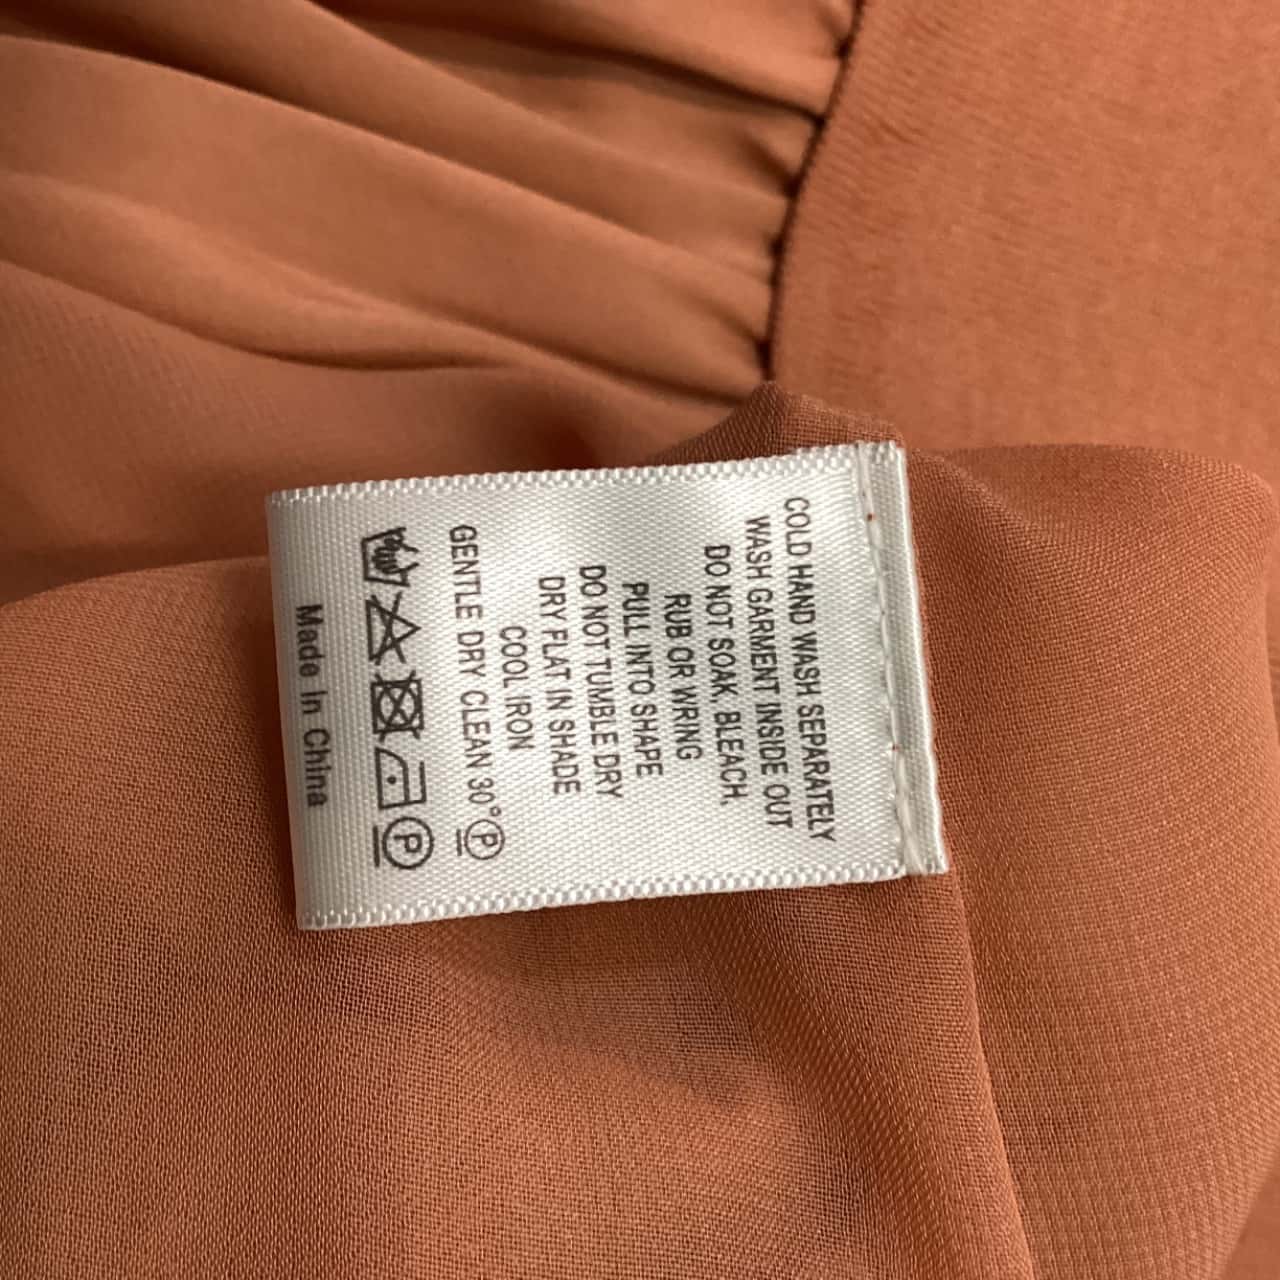 COLD HAND WASH SEPARATELY
WASH GARMENT INSIDE OUT
DO NOT SOAK, BLEACH,
RUB OR WRING
PULL INTO SHAPE
DO NOT TUMBLE DRY
DRY FLAT IN SHADE
COOL IRON
GENTLE DRY CLEAN 30° P
P
Made In China